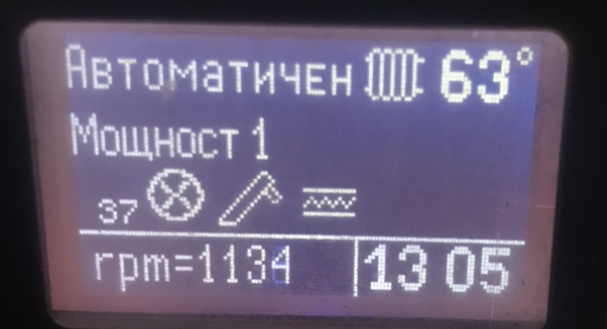 Автоматичен 63°
Мощност 1
37
rpm=1134 13 05